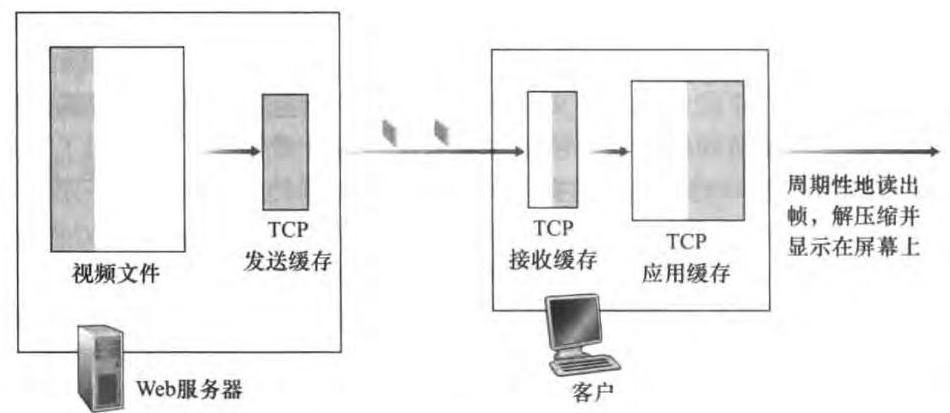 视频文件
TCP
发送缓存
Web服务器
TCP
接收缓存
TCP
应用缓存
客户
周期性地读出
帧，解压缩并
显示在屏幕上